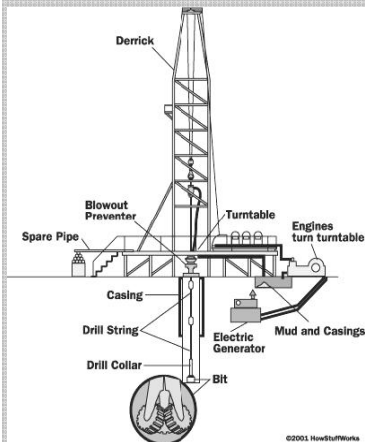 Derrick
Blowout
Preventer
Turntable
Engines
turn turntable
Spare Pipe
Casing
Mud and Casings
Drill String
Electric
Generator
Drill Collar
Bit
©2001 HowStuffWorks